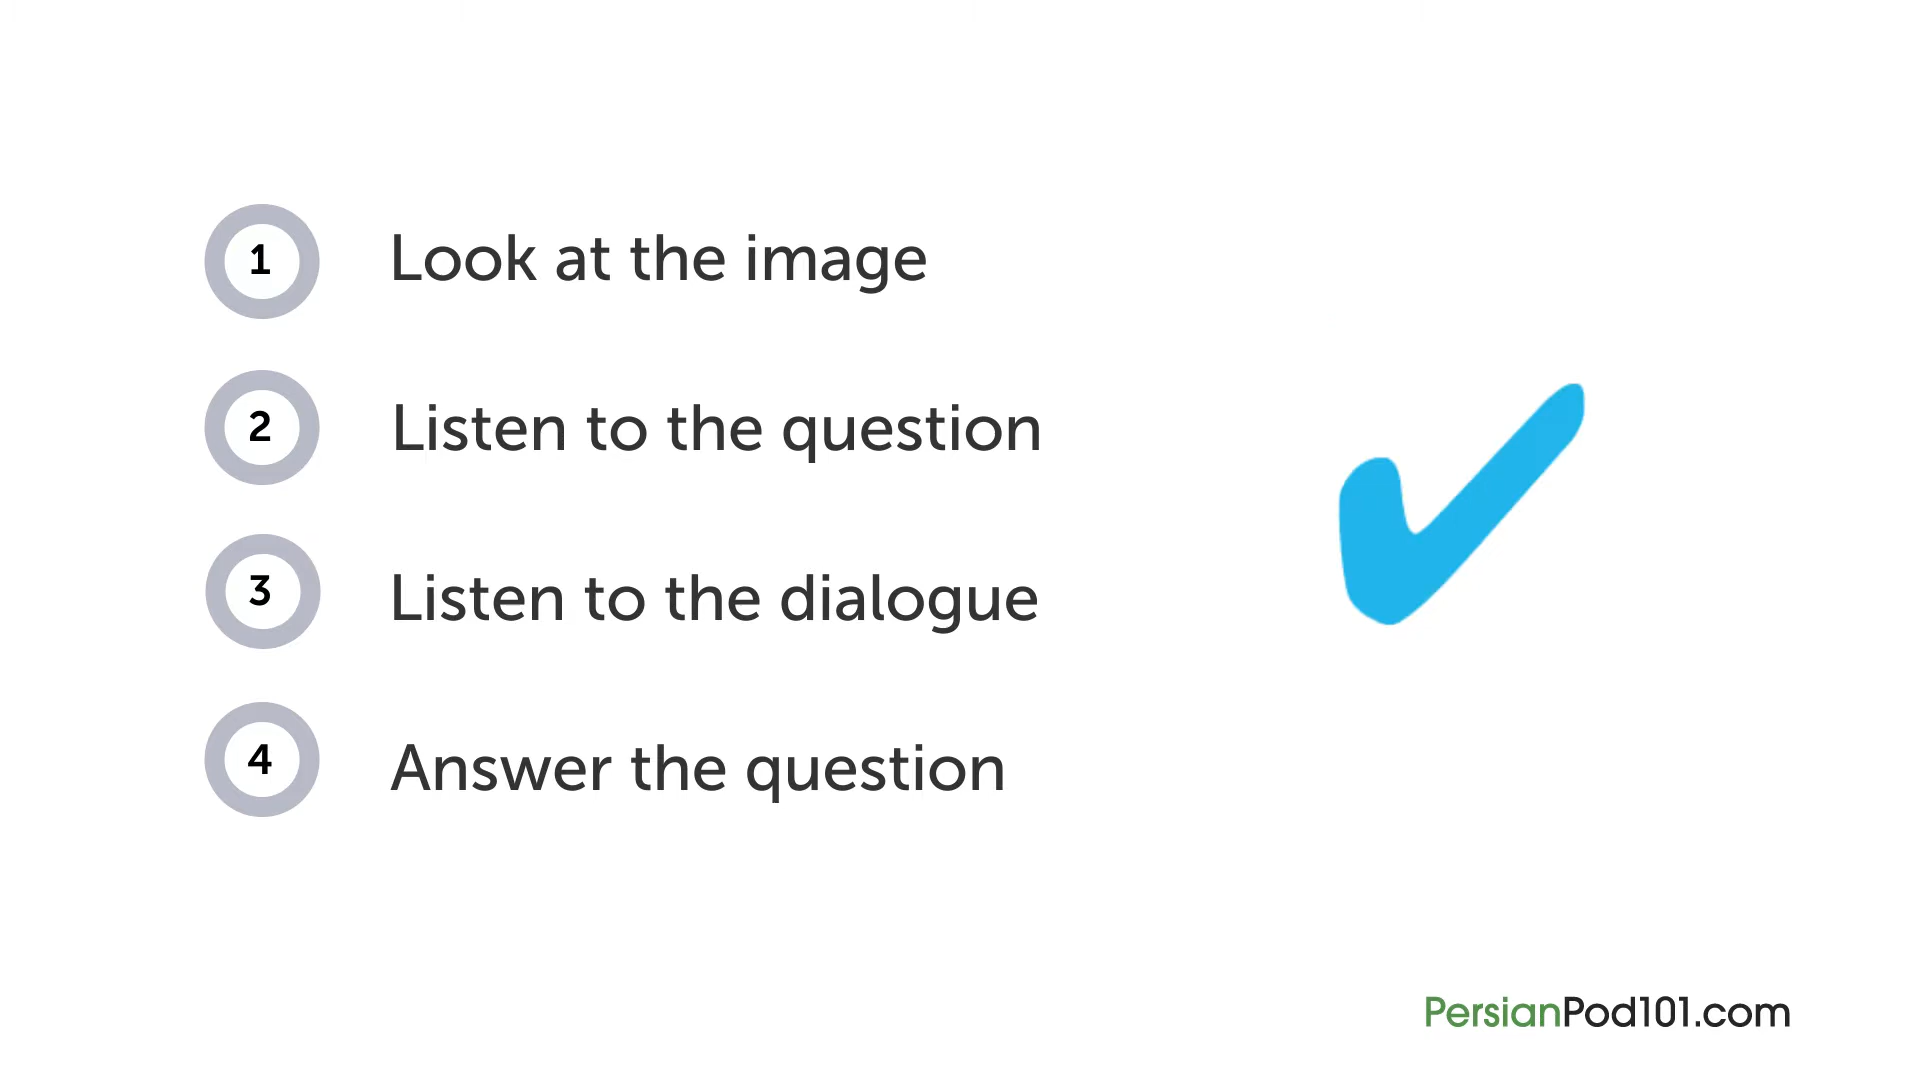 1 Look at the image
2 Listen to the question
3 Listen to the dialogue
4 Answer the question
PersianPod101.com